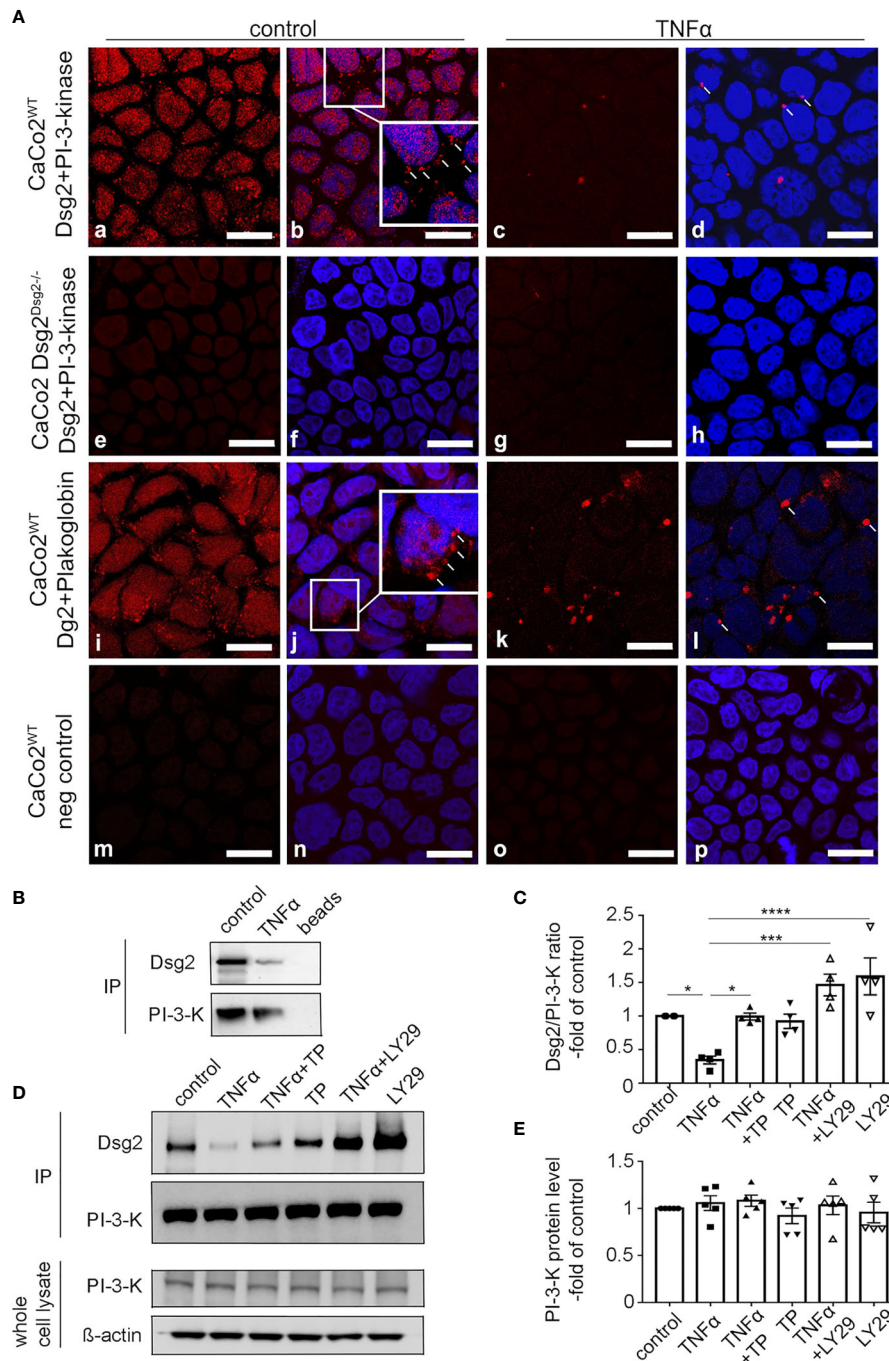 A
control
TNFα
CaCo2WT
Dsg2+PI-3-kinase
a
b
c
d
CaCo2 Dsg2Dsg2-/-
Dsg2+PI-3-kinase
e
f
g
h
CaCo2WT
Dg2+Plakoglobin
i
j
k
l
CaCo2WT
neg control
m
n
o
p
B
control
TNFα
beads
IP
Dsg2
PI-3-K
C
Dsg2/PI-3-K ratio
-fold of control
2.5
2
1.5
1
0.5
0
*
*
***
****
control
TNFα
TNFα
+TP
TP
TNFα
+LY29
LY29
D
control
TNFα
TNFα+TP
TP
TNFα+LY29
LY29
IP
Dsg2
PI-3-K
whole
cell lysate
PI-3-K
ß-actin
E
PI-3-K protein level
-fold of control
1.5
1
0.5
0
control
TNFα
TNFα
+TP
TP
TNFα
+LY29
LY29